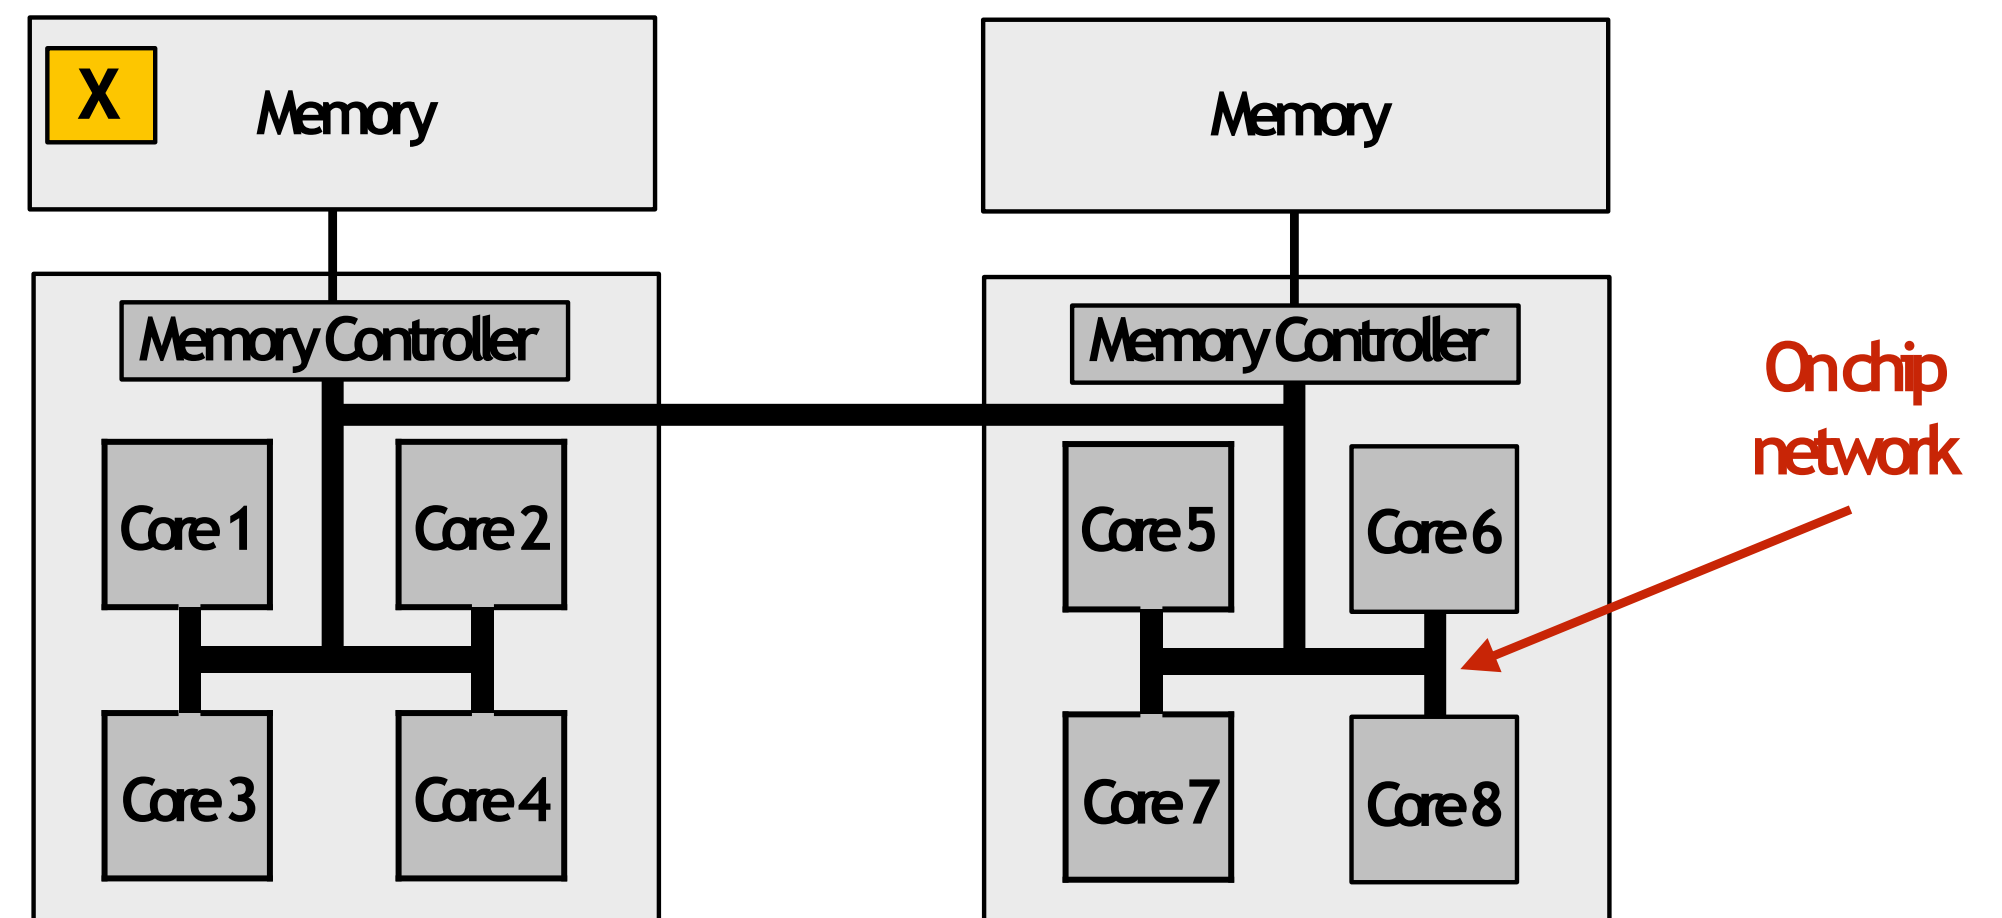 X
Memory
Memory
Memory Controller
Memory Controller
On chip
network
Core 1
Core 2
Core 5
Core 6
Core 3
Core 4
Core 7
Core 8